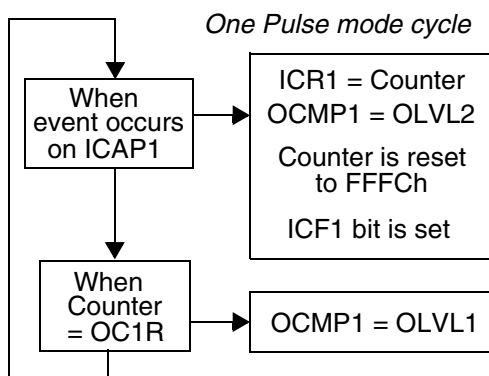 One Pulse mode cycle
When
event occurs
on ICAP1
ICR1 = Counter
OCMP1 = OLVL2
Counter is reset
to FFFCh
ICF1 bit is set
When
Counter
= OC1R
OCMP1 = OLVL1